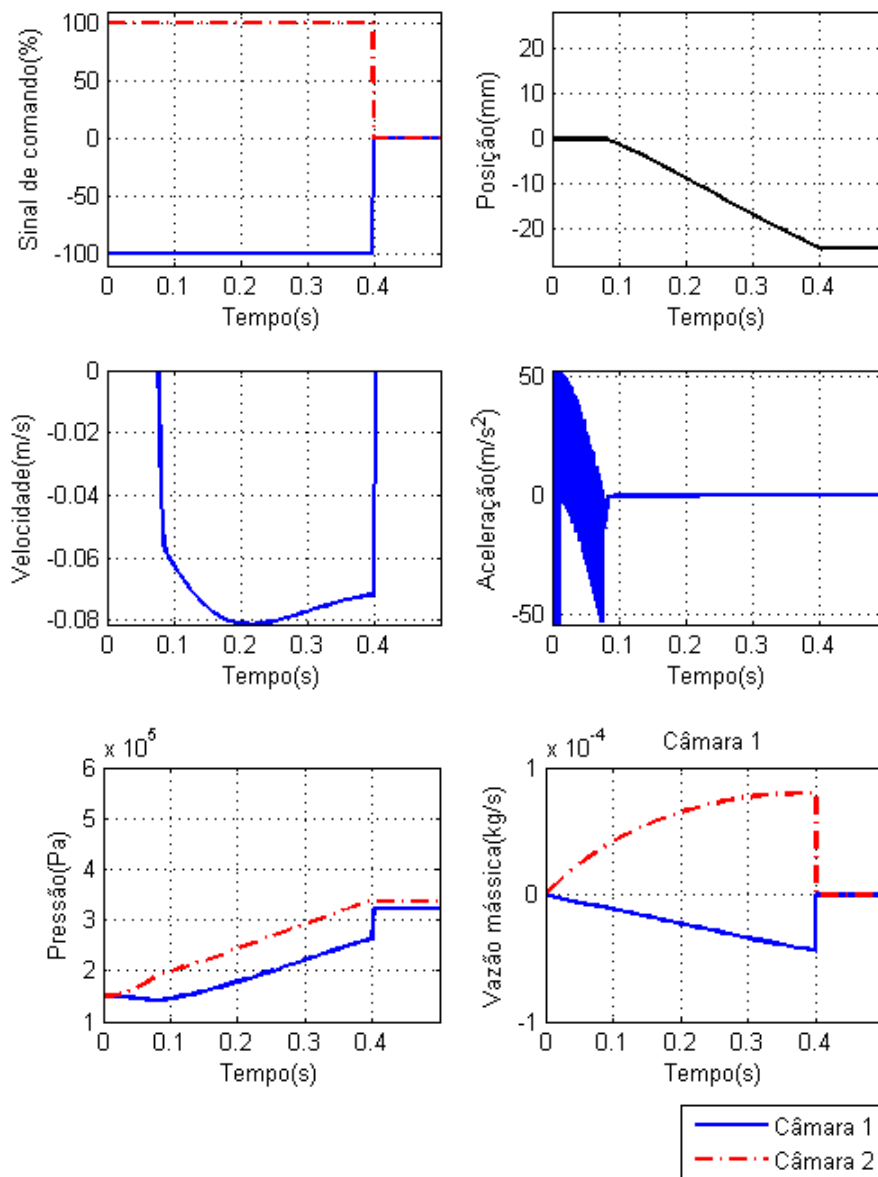 Sinal de comando(%)
100
50
0
-50
-100
0 0.1 0.2 0.3 0.4
Tempo(s)
Posição(mm)
20
10
0
-10
-20
0 0.1 0.2 0.3 0.4
Tempo(s)
Velocidade(m/s)
0
-0.02
-0.04
-0.06
-0.08
0 0.1 0.2 0.3 0.4
Tempo(s)
Aceleração(m/s²)
50
0
-50
0 0.1 0.2 0.3 0.4
Tempo(s)
x 10⁵
Pressão(Pa)
6
5
4
3
2
1
0 0.1 0.2 0.3 0.4
Tempo(s)
x 10⁻⁴
Câmara 1
Vazão mássica(kg/s)
1
0
-1
0 0.1 0.2 0.3 0.4
Tempo(s)
Câmara 1
Câmara 2